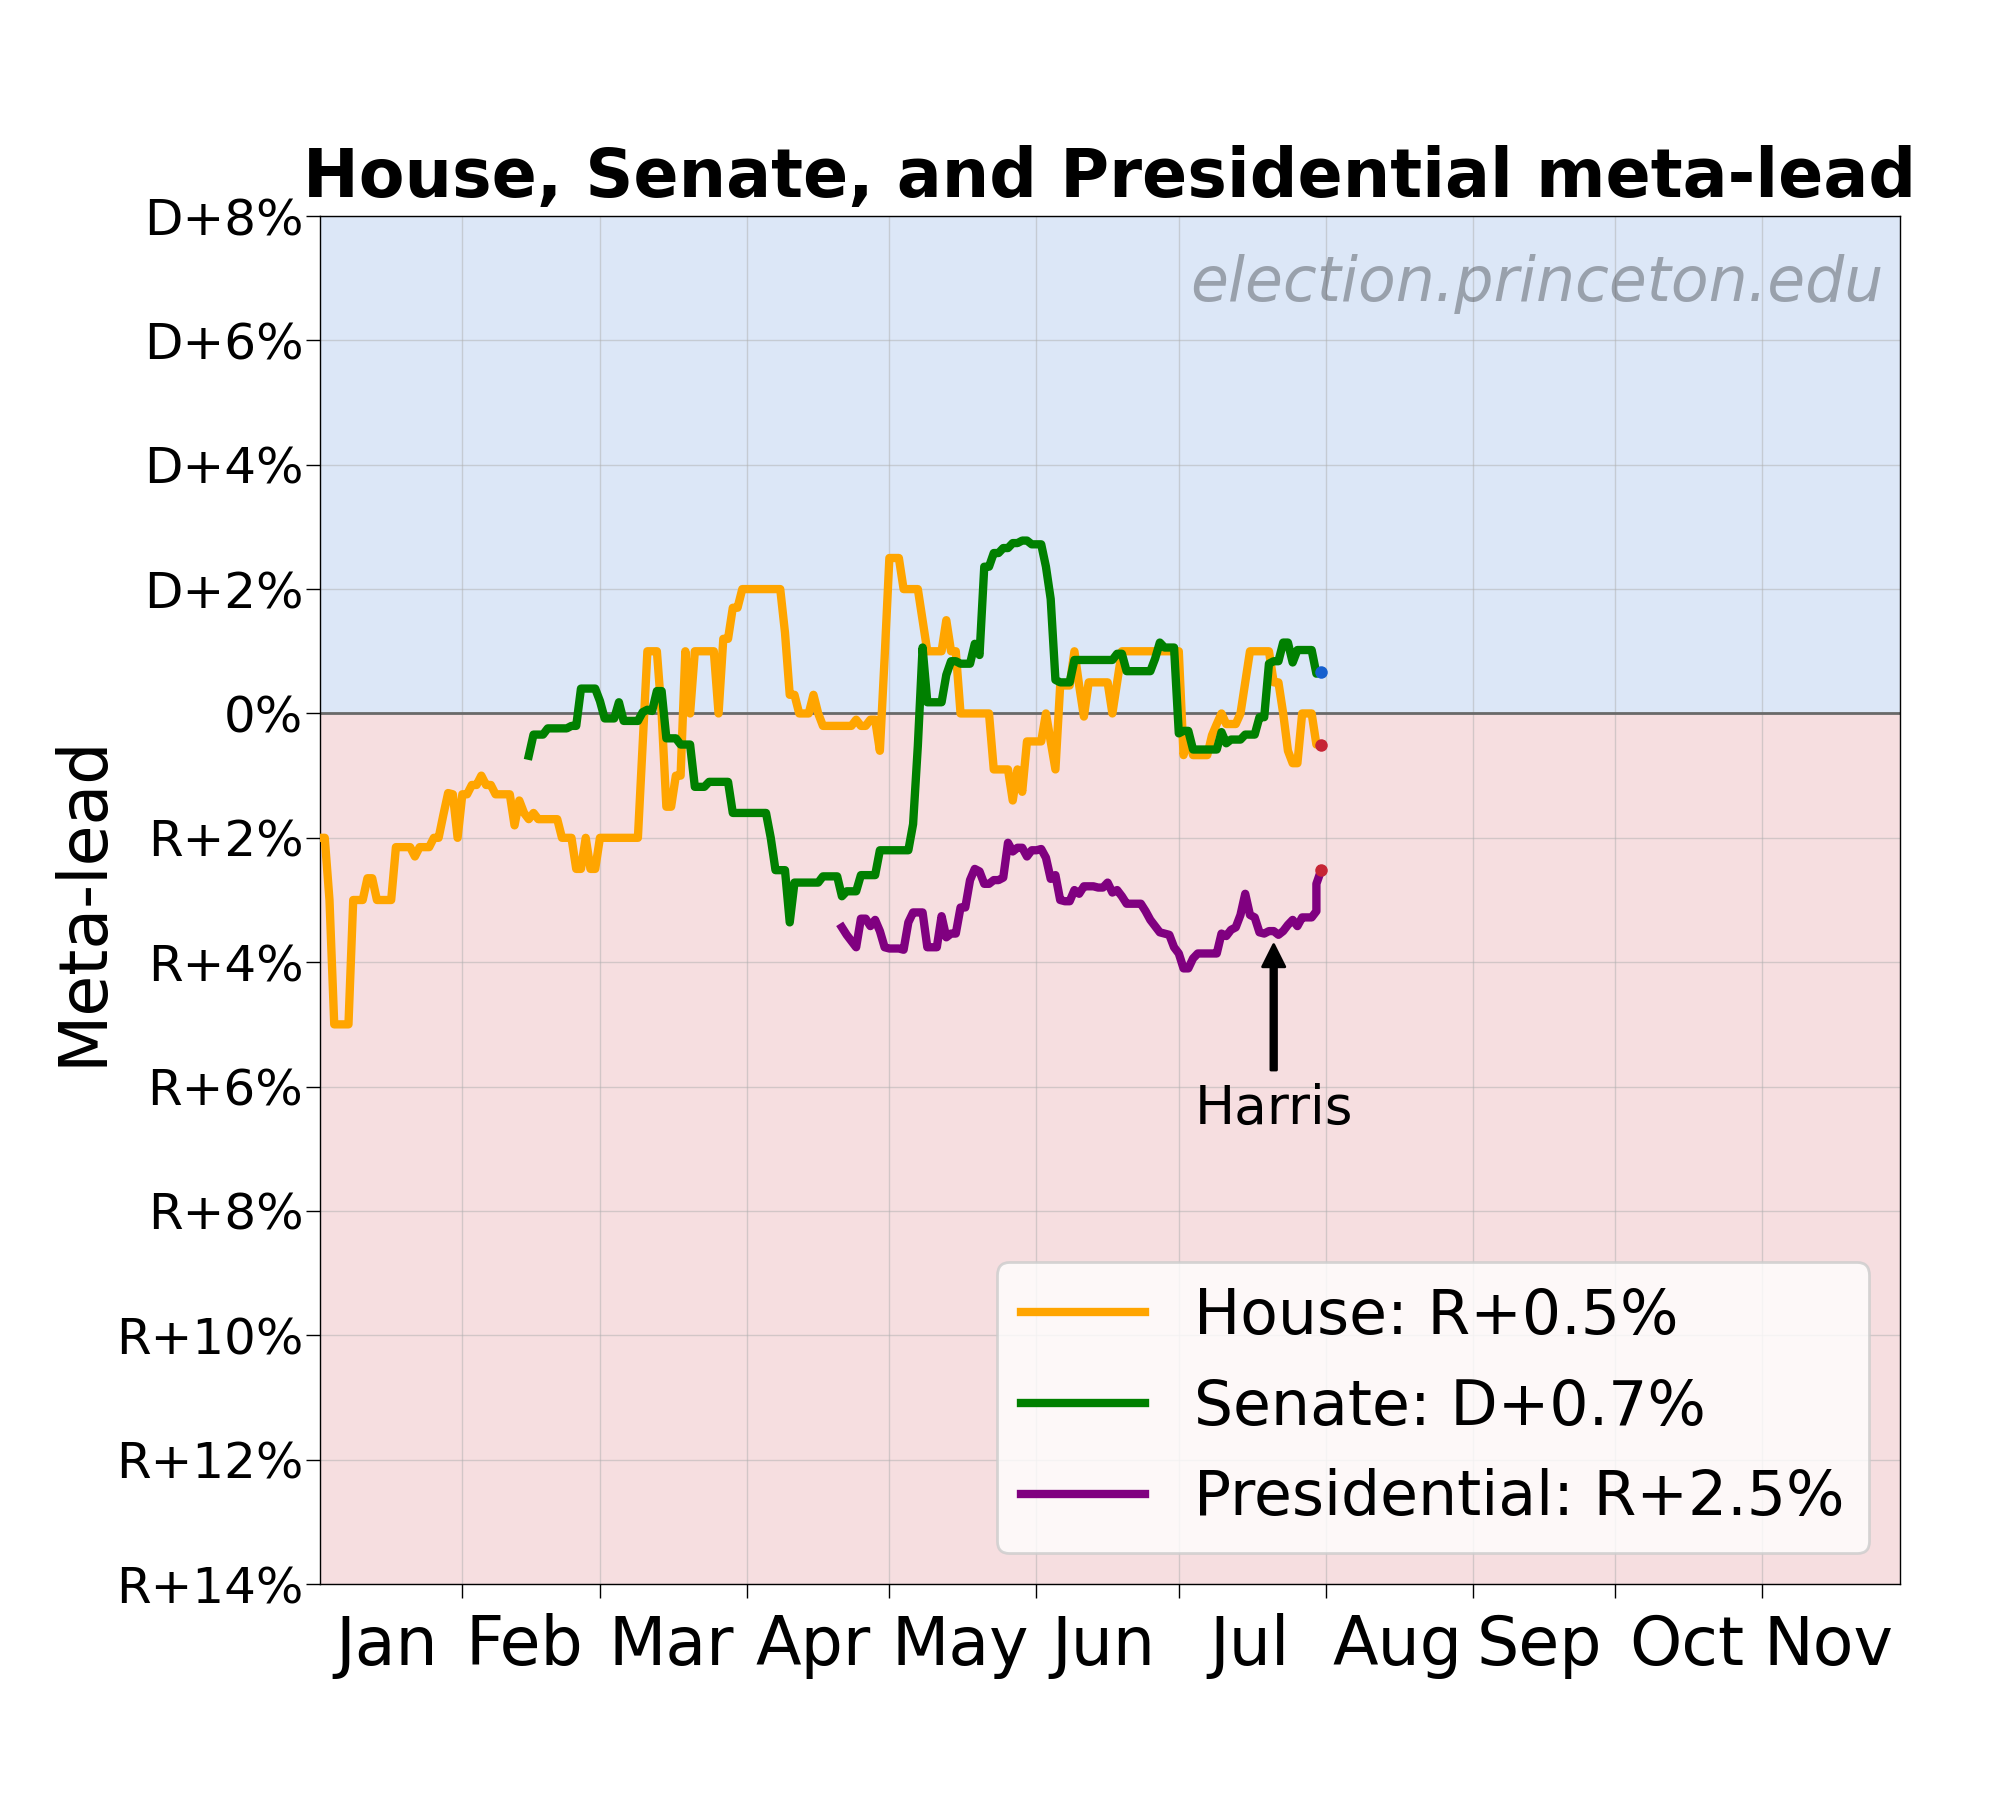 House, Senate, and Presidential meta-lead
election.princeton.edu
D+8%
D+6%
D+4%
D+2%
0%
R+2%
R+4%
R+6%
R+8%
R+10%
R+12%
R+14%
Meta-lead
Harris
House: R+0.5%
Senate: D+0.7%
Presidential: R+2.5%
Jan Feb Mar Apr May Jun Jul Aug Sep Oct Nov